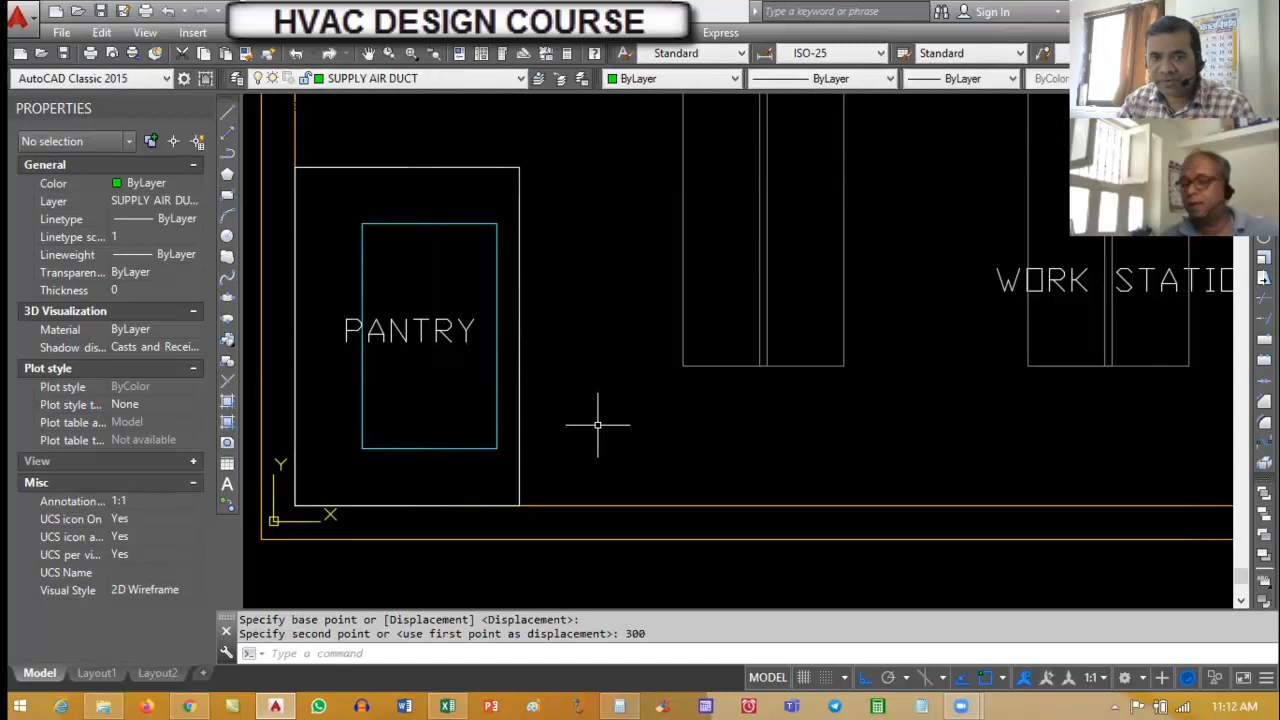 HVAC DESIGN COURSE
Type a keyword or phrase
Sign In
File Edit View Insert
Express
Standard
ISO-25
Standard
AutoCAD Classic 2015
SUPPLY AIR DUCT
ByLayer
ByLayer
ByLayer
ByColor
PROPERTIES
No selection
General
Color ByLayer
Layer SUPPLY AIR DU...
Linetype ByLayer
Linetype sc... 1
Lineweight ByLayer
Transparen... ByLayer
Thickness 0
3D Visualization
Material ByLayer
Shadow dis... Casts and Recei...
Plot style
Plot style ByColor
Plot style t... None
Plot table a... Model
Plot table t... Not available
View
Misc
Annotation... 1:1
UCS icon On Yes
UCS icon a... Yes
UCS per vi... Yes
UCS Name
Visual Style 2D Wireframe
PANTRY
WORK STATIO
Y
X
Specify base point or [Displacement] <Displacement>:
Specify second point or <use first point as displacement>: 300
Type a command
Model Layout1 Layout2 +
MODEL
1:1
11:12 AM